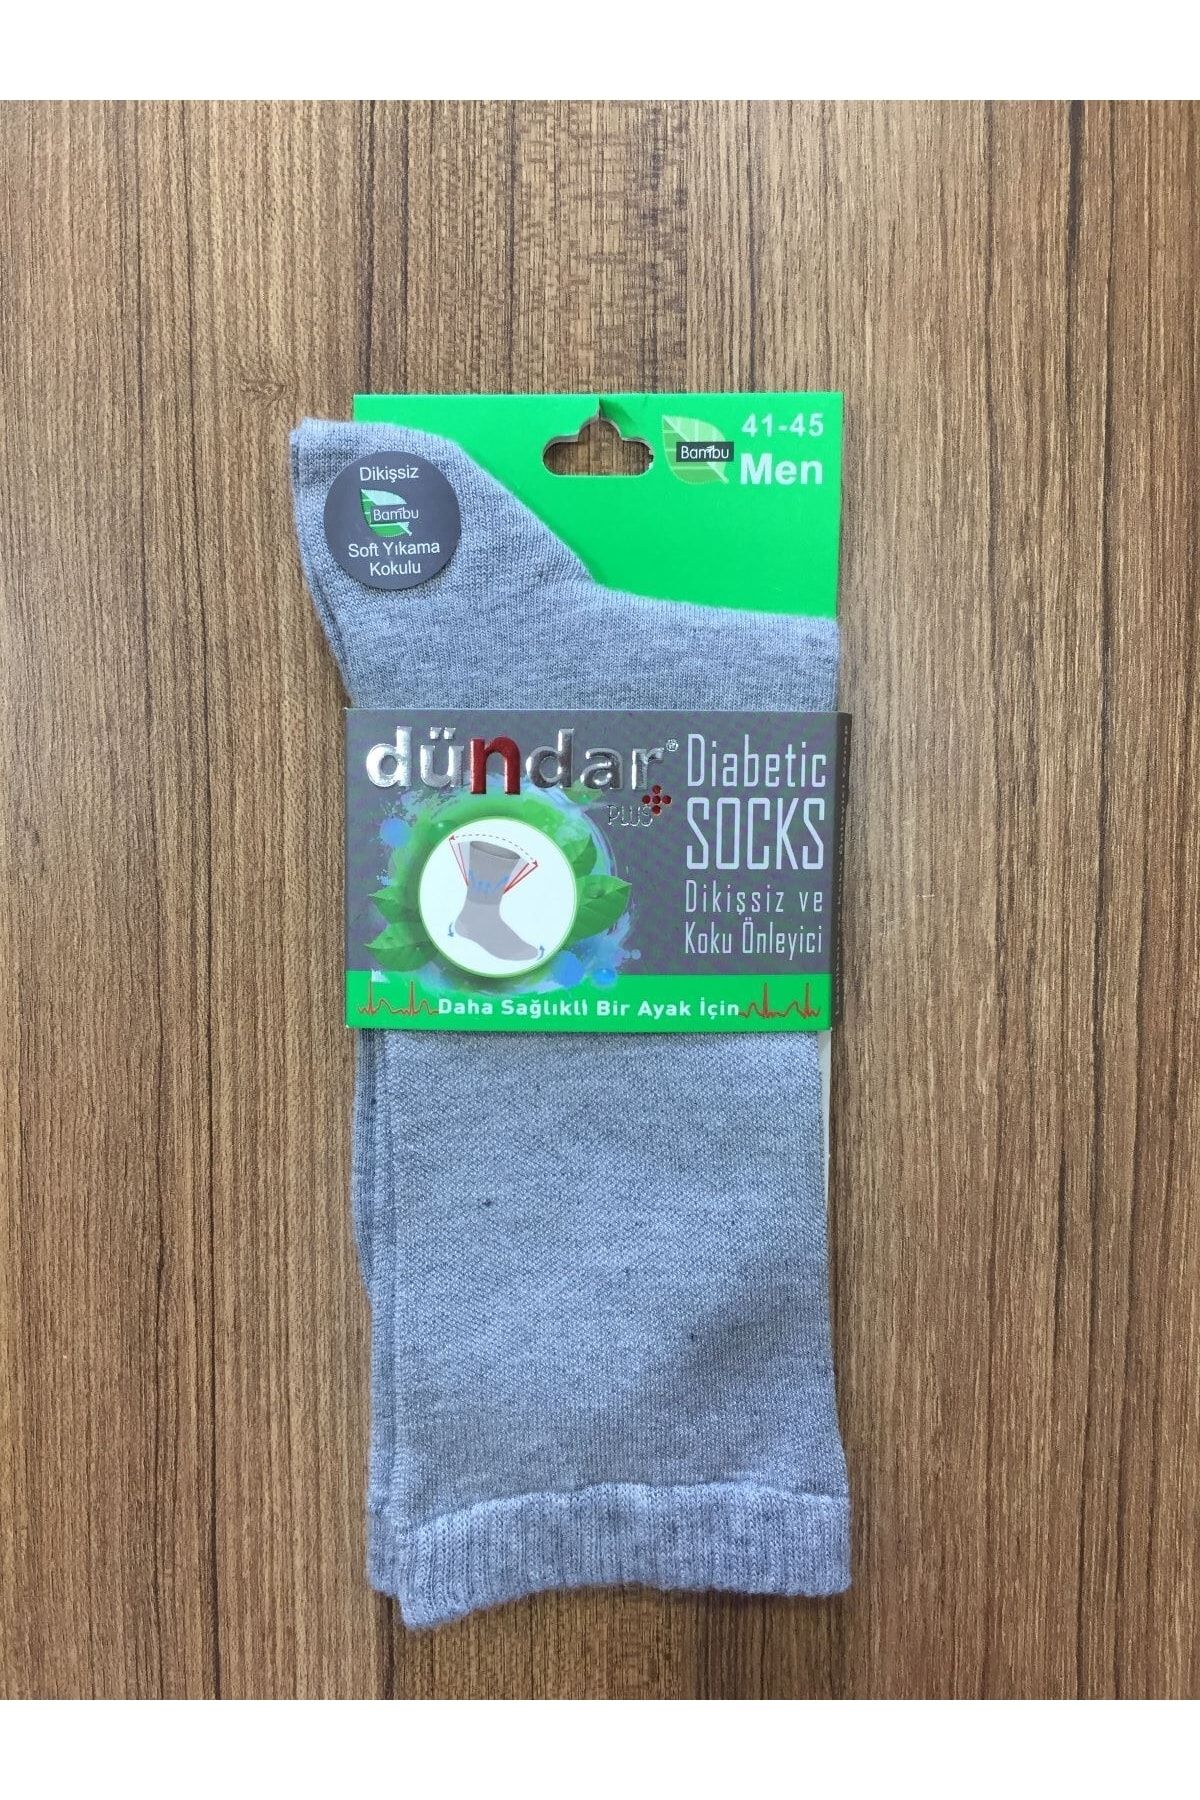 41-45
Bambu
Men
Dikişsiz
Bambu
Soft Yıkama
Kokulu
dündar®
PLUS
Diabetic
SOCKS
Dikişsiz ve
Koku Önleyici
Daha Sağlıklı Bir Ayak İçin